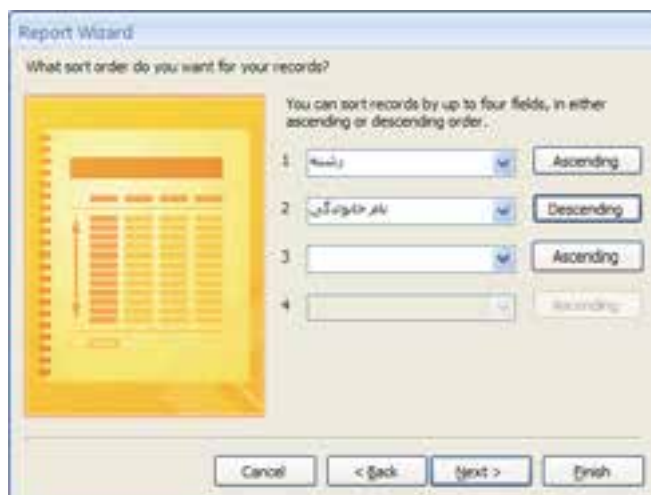 Report Wizard
What sort order do you want for your records?
You can sort records by up to four fields, in either
ascending or descending order.
1 رشته Ascending
2 نام خانوادگی Descending
3 Ascending
4 Ascending
Cancel < Back Next > Finish